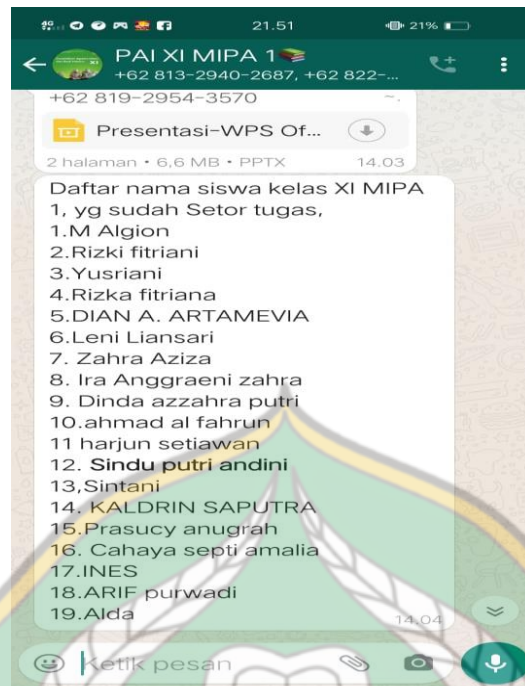 4G 21.51 21%
PAI XI MIPA 1
+62 813-2940-2687, +62 822-...
+62 819-2954-3570 ~.
Presentasi-WPS Of...
2 halaman • 6,6 MB • PPTX 14.03
Daftar nama siswa kelas XI MIPA
1, yg sudah Setor tugas,
1.M Algion
2.Rizki fitriani
3.Yusriani
4.Rizka fitriana
5.DIAN A. ARTAMEVIA
6.Leni Liansari
7. Zahra Aziza
8. Ira Anggraeni zahra
9. Dinda azzahra putri
10.ahmad al fahrun
11 harjun setiawan
12. Sindu putri andini
13,Sintani
14. KALDRIN SAPUTRA
15.Prasucy anugrah
16. Cahaya septi amalia
17.INES
18.ARIF purwadi
19.Alda
14.04
Ketik pesan